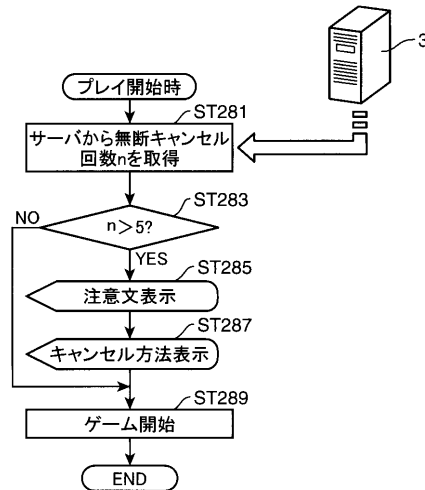 3
プレイ開始時
ST281
サーバから無断キャンセル
回数nを取得
ST283
NO
n>5?
YES
ST285
注意文表示
ST287
キャンセル方法表示
ST289
ゲーム開始
END